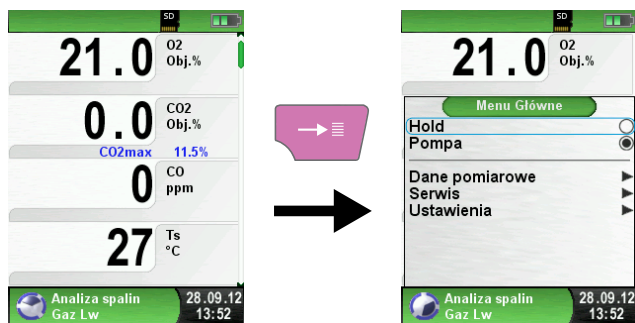 SD
21.0 O2 Obj.%
0.0 CO2 Obj.%
CO2max 11.5%
0 CO ppm
27 Ts °C
Analiza spalin 28.09.12
Gaz Lw 13:52
SD
21.0 O2 Obj.%
Menu Główne
Hold
Pompa
Dane pomiarowe
Serwis
Ustawienia
Analiza spalin 28.09.12
Gaz Lw 13:52